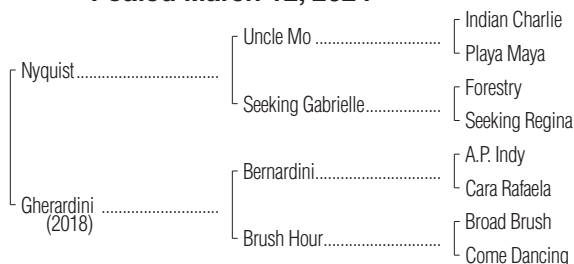 Foaled March 12, 2024
Indian Charlie
Uncle Mo ................................
Playa Maya
Nyquist.....................................
Forestry
Seeking Gabrielle...................
Seeking Regina
A.P. Indy
Bernardini................................
Cara Rafaela
Gherardini ..............................
(2018)
Broad Brush
Brush Hour..............................
Come Dancing